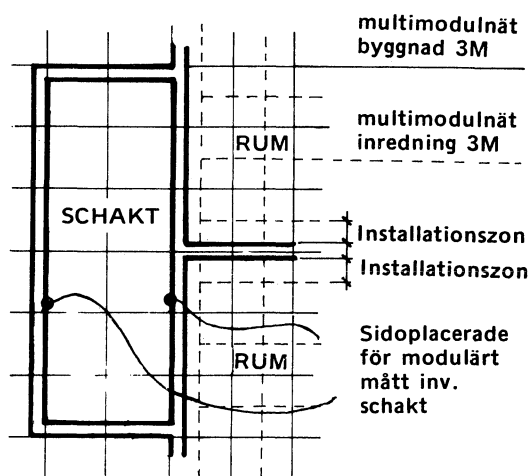 multimodulnät
byggnad 3M
multimodulnät
inredning 3M
RUM
SCHAKT
Installationszon
Installationszon
Sidoplacerade
för modulärt
mått inv.
schakt
RUM